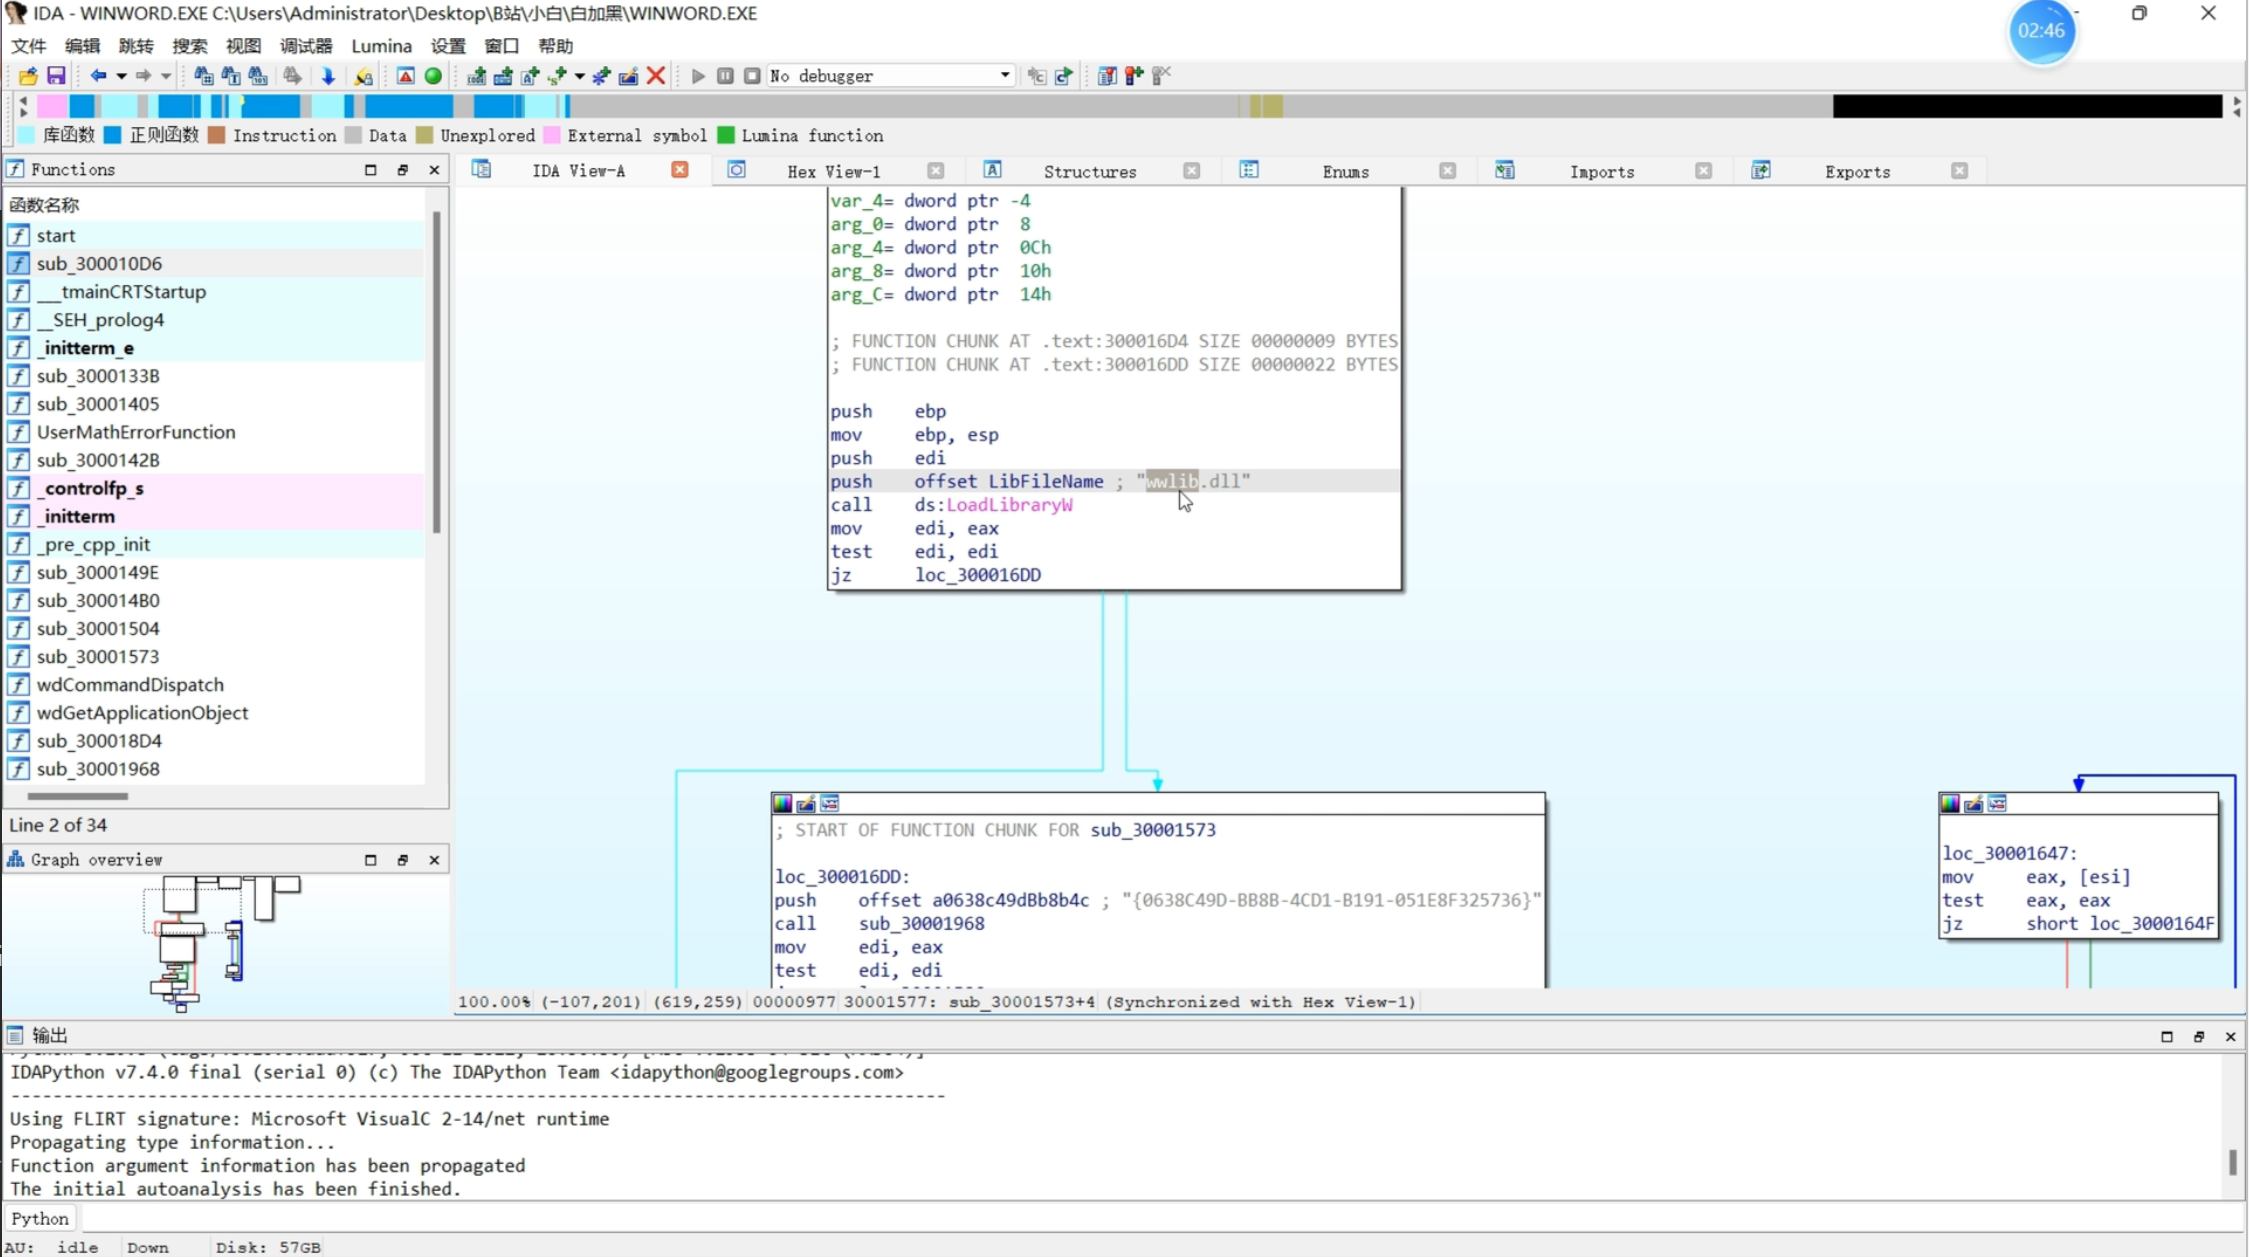 IDA - WINWORD.EXE C:\Users\Administrator\Desktop\B站\小白\白加黑\WINWORD.EXE
02:46
文件 编辑 跳转 搜索 视图 调试器 Lumina 设置 窗口 帮助
No debugger
库函数 正则函数 Instruction Data Unexplored External symbol Lumina function
Functions
IDA View-A Hex View-1 Structures Enums Imports Exports
函数名称
start
sub_300010D6
___tmainCRTStartup
__SEH_prolog4
_initterm_e
sub_3000133B
sub_30001405
UserMathErrorFunction
sub_3000142B
_controlfp_s
_initterm
_pre_cpp_init
sub_3000149E
sub_300014B0
sub_30001504
sub_30001573
wdCommandDispatch
wdGetApplicationObject
sub_300018D4
sub_30001968
Line 2 of 34
Graph overview
var_4= dword ptr -4
arg_0= dword ptr  8
arg_4= dword ptr  0Ch
arg_8= dword ptr  10h
arg_C= dword ptr  14h
; FUNCTION CHUNK AT .text:300016D4 SIZE 00000009 BYTES
; FUNCTION CHUNK AT .text:300016DD SIZE 00000022 BYTES
push    ebp
mov     ebp, esp
push    edi
push    offset LibFileName ; "wwlib.dll"
call    ds:LoadLibraryW
mov     edi, eax
test    edi, edi
jz      loc_300016DD
; START OF FUNCTION CHUNK FOR sub_30001573
loc_300016DD:
push    offset a0638c49dBb8b4c ; "{0638C49D-BB8B-4CD1-B191-051E8F325736}"
call    sub_30001968
mov     edi, eax
test    edi, edi
loc_30001647:
mov     eax, [esi]
test    eax, eax
jz      short loc_3000164F
100.00% (-107,201) (619,259) 00000977 30001577: sub_30001573+4 (Synchronized with Hex View-1)
输出
IDAPython v7.4.0 final (serial 0) (c) The IDAPython Team <idapython@googlegroups.com>
Using FLIRT signature: Microsoft VisualC 2-14/net runtime
Propagating type information...
Function argument information has been propagated
The initial autoanalysis has been finished.
Python
AU: idle Down Disk: 57GB